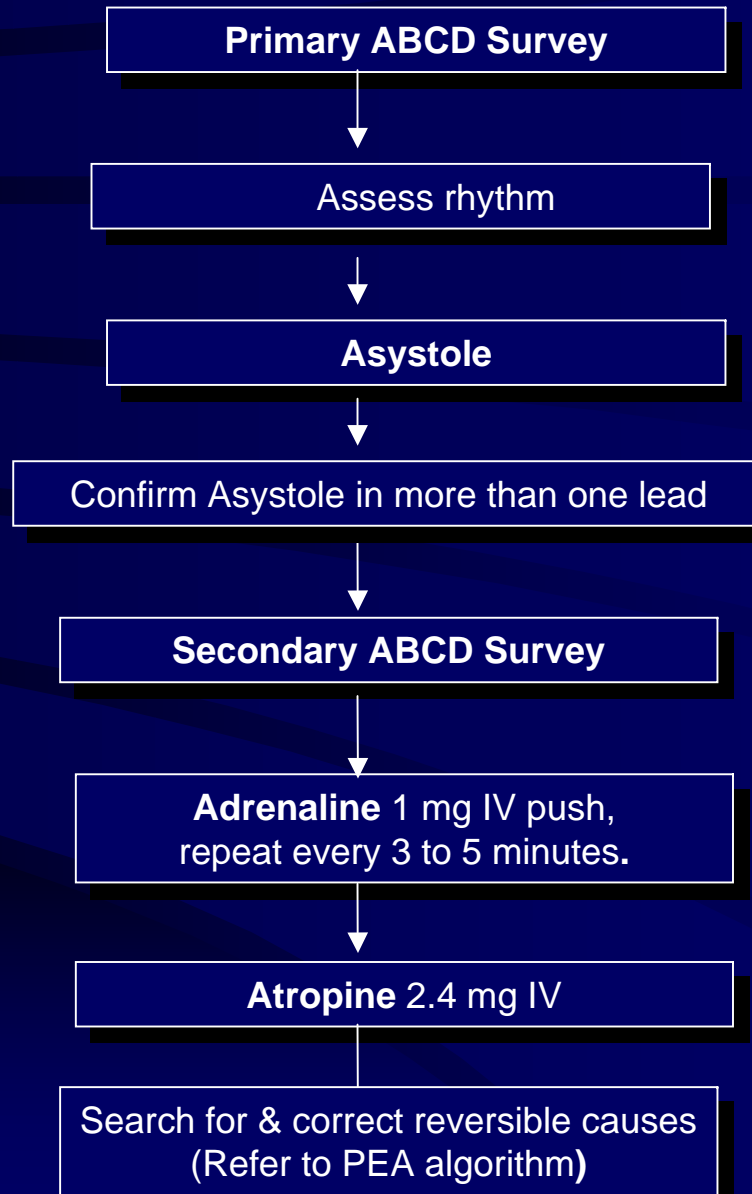 Primary ABCD Survey
Assess rhythm
Asystole
Confirm Asystole in more than one lead
Secondary ABCD Survey
Adrenaline 1 mg IV push,
repeat every 3 to 5 minutes.
Atropine 2.4 mg IV
Search for & correct reversible causes
(Refer to PEA algorithm)